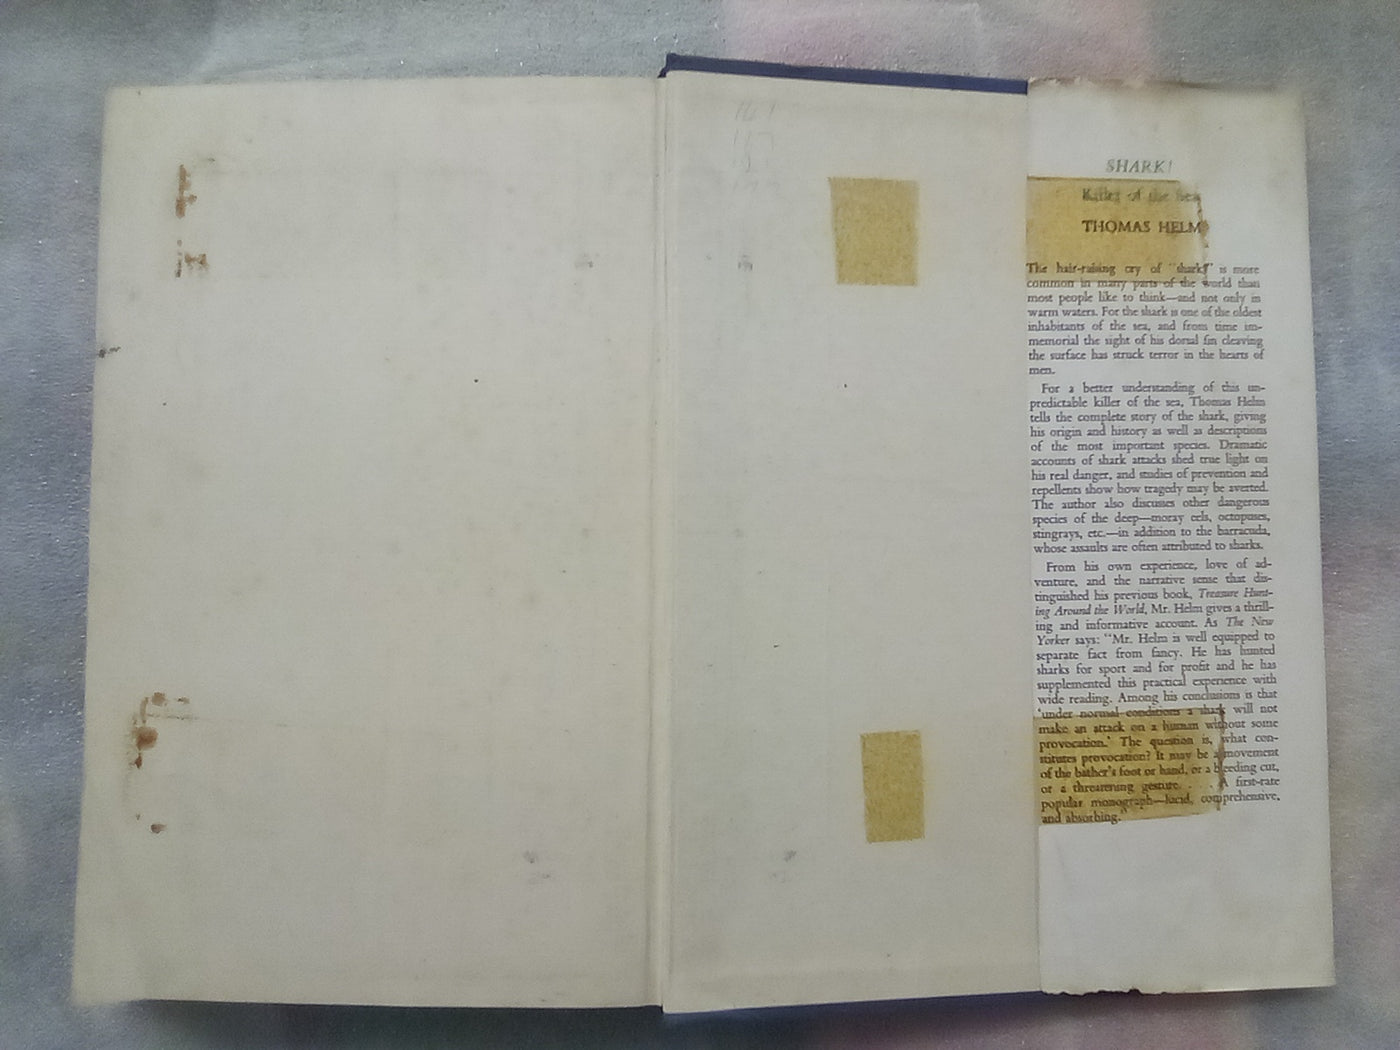 SHARK!
Killer of the Sea
THOMAS HELM
The hair-raising cry of "shark!" is more
common in many parts of the world than
most people like to think—and not only in
warm waters. For the shark is one of the oldest
inhabitants of the sea, and from time im-
memorial the sight of his dorsal fin cleaving
the surface has struck terror in the hearts of
men.
For a better understanding of this un-
predictable killer of the sea, Thomas Helm
tells the complete story of the shark, giving
his origin and history as well as descriptions
of the most important species. Dramatic
accounts of shark attacks shed true light on
his real danger, and studies of prevention and
repellents show how tragedy may be averted.
The author also discusses other dangerous
species of the deep—moray eels, octopuses,
stingrays, etc.—in addition to the barracuda,
whose assaults are often attributed to sharks.
From his own experience, love of ad-
venture, and the narrative sense that dis-
tinguished his previous book, Treasure Hunt-
ing Around the World, Mr. Helm gives a thrill-
ing and informative account. As The New
Yorker says: "Mr. Helm is well equipped to
separate fact from fancy. He has hunted
sharks for sport and for profit and he has
supplemented this practical experience with
wide reading. Among his conclusions is that
'under normal conditions a shark will not
make an attack on a human without some
provocation.' The question is, what con-
stitutes provocation? It may be a movement
of the bather's foot or hand, or a bleeding cut,
or a threatening gesture. . . . A first-rate
popular monograph—lucid, comprehensive,
and absorbing."